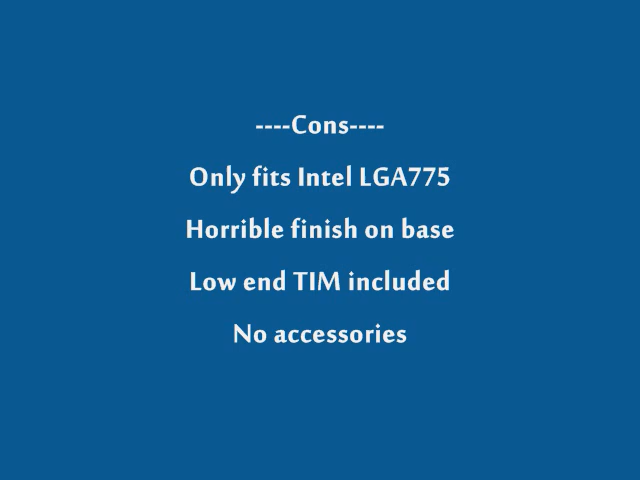 ----Cons----
Only fits Intel LGA775
Horrible finish on base
Low end TIM included
No accessories